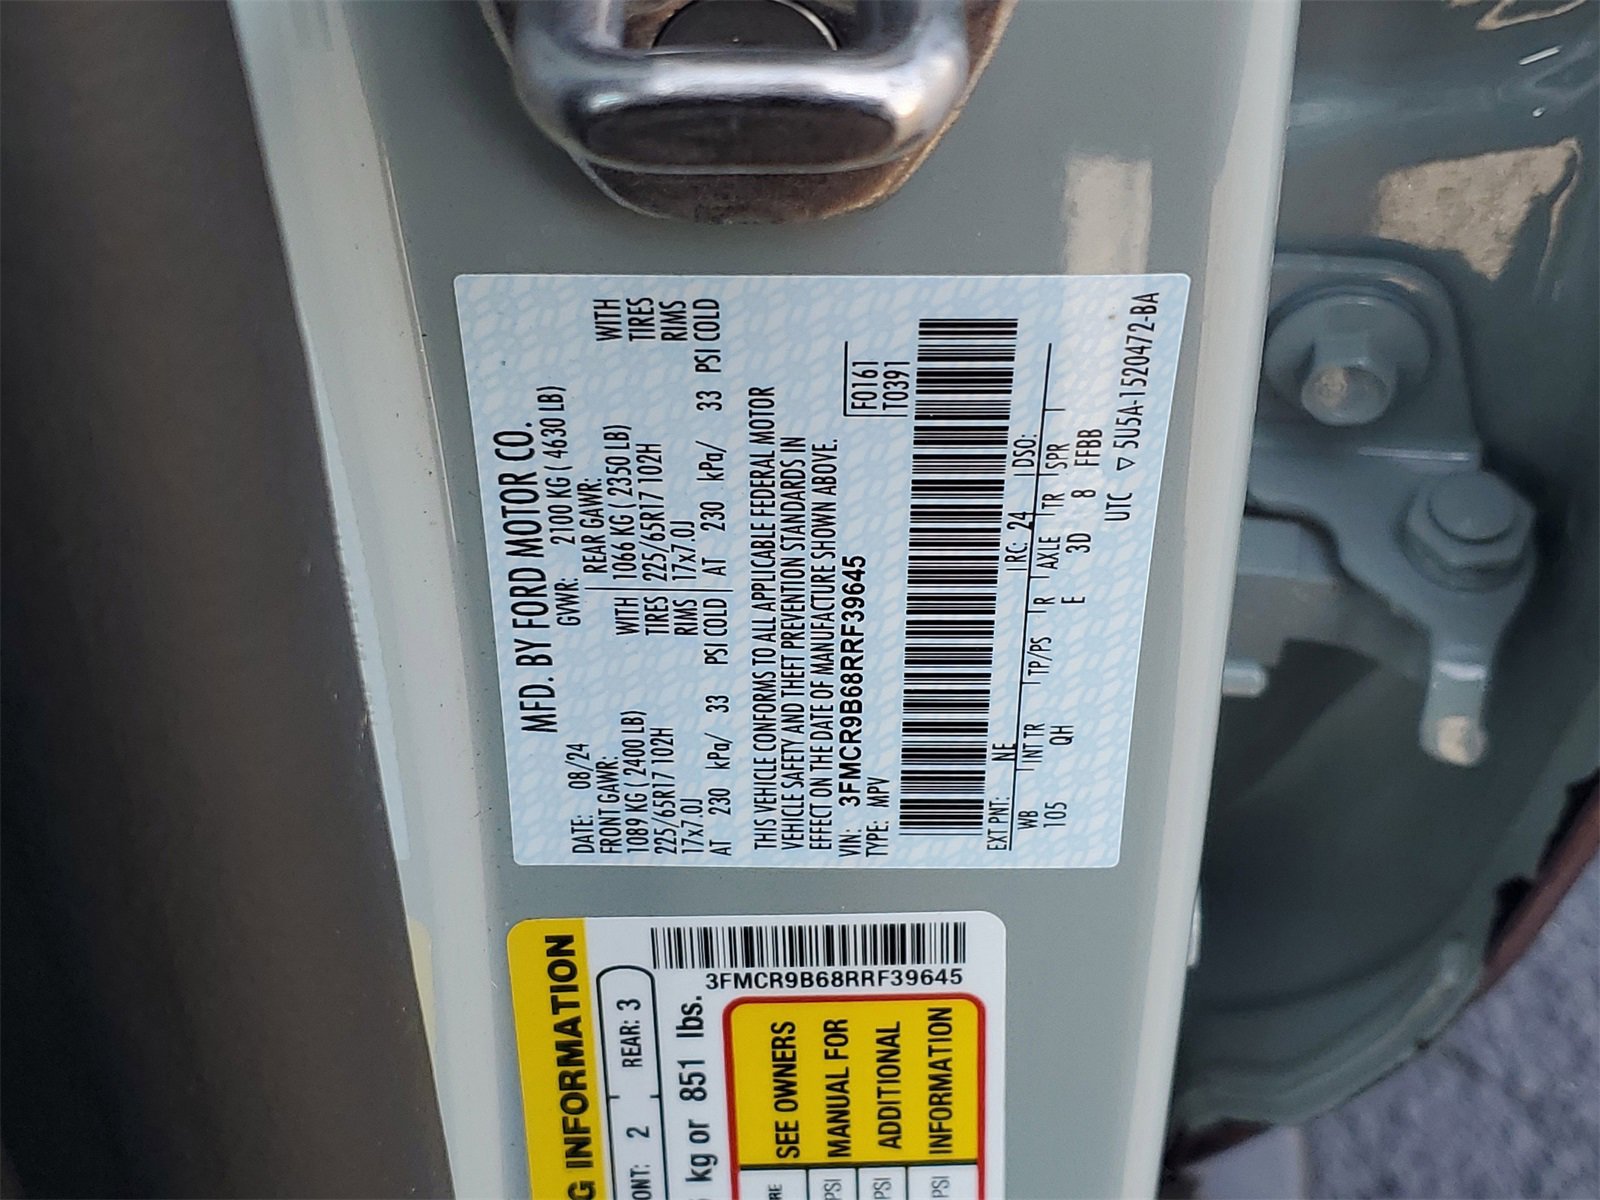 MFD. BY FORD MOTOR CO.
DATE: 08/24 GVWR: 2100 KG ( 4630 LB)
FRONT GAWR: REAR GAWR:
1089 KG ( 2400 LB) WITH 1066 KG ( 2350 LB) WITH
225/65R17 102H TIRES 225/65R17 102H TIRES
17x7.0J RIMS 17x7.0J RIMS
AT 230 kPa/ 33 PSI COLD AT 230 kPa/ 33 PSI COLD
THIS VEHICLE CONFORMS TO ALL APPLICABLE FEDERAL MOTOR
VEHICLE SAFETY AND THEFT PREVENTION STANDARDS IN
EFFECT ON THE DATE OF MANUFACTURE SHOWN ABOVE.
VIN: 3FMCR9B68RRF39645 F0161
TYPE: MPV T0391
EXT PNT: NE RC: 24 DSO:
WB INT TR TP/PS R AXLE TR SPR
105 QH E 3D 8 FFBB
UTC ▽ 5U5A-1520472-BA
G INFORMATION
ONT: 2 REAR: 3
3FMCR9B68RRF39645
kg or 851 lbs.
SEE OWNERS
MANUAL FOR
ADDITIONAL
INFORMATION
RE
PSI
PSI
PSI